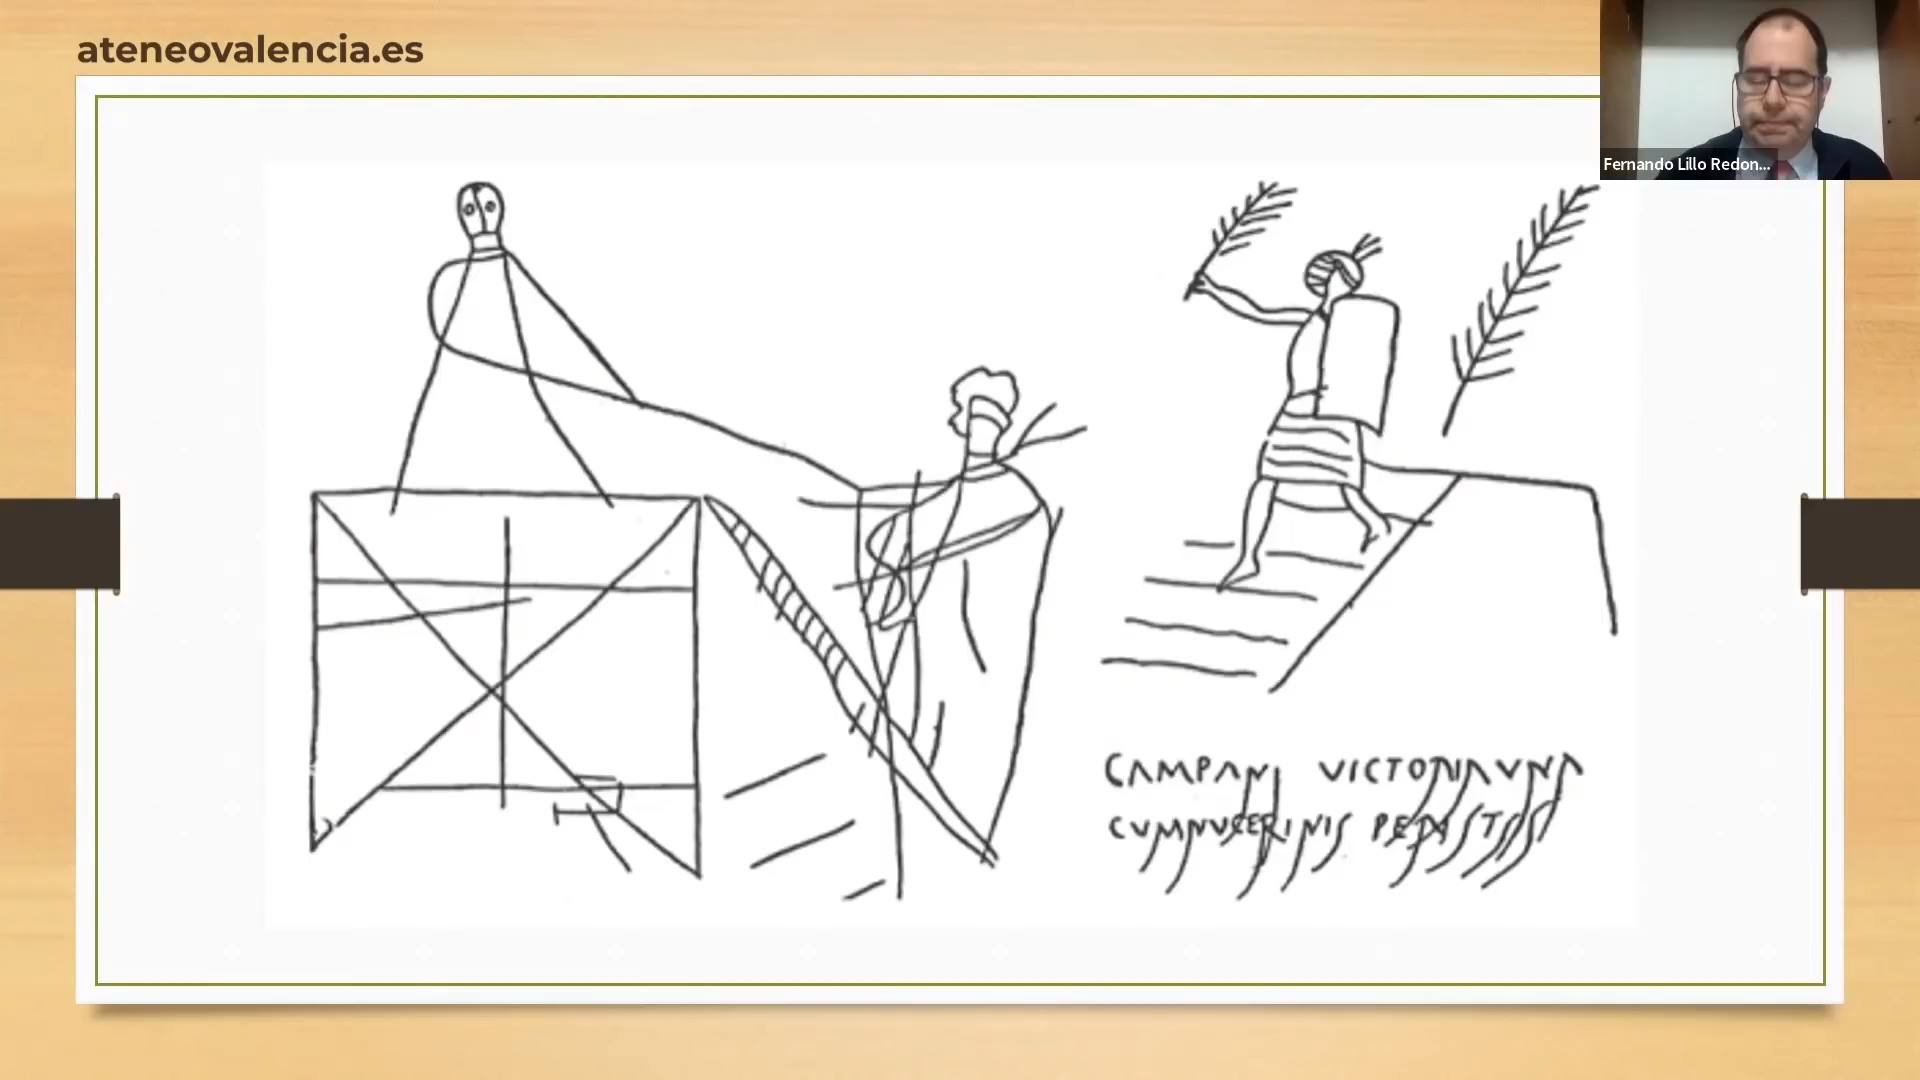 ateneovalencia.es
Fernando Lillo Redon...
CAMPANI VICTORIA VNA
CVM NVCERINIS PERISTIS